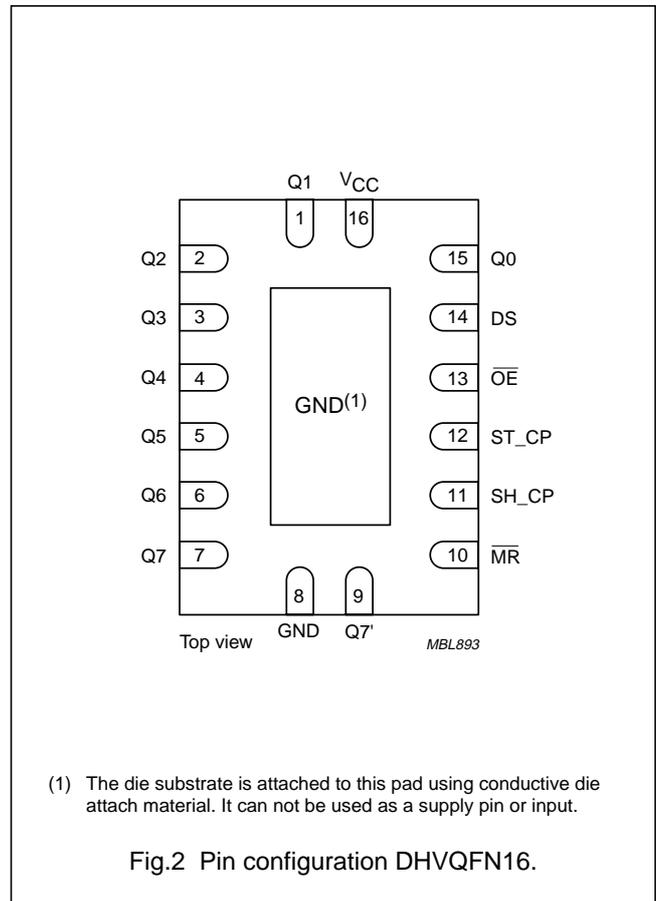 Q1 VCC
1 16
Q2 2 15 Q0
Q3 3 14 DS
Q4 4 13 O̅E̅
GND(1)
Q5 5 12 ST_CP
Q6 6 11 SH_CP
Q7 7 10 M̅R̅
8 9
Top view GND Q7' MBL893
(1) The die substrate is attached to this pad using conductive die
attach material. It can not be used as a supply pin or input.
Fig.2 Pin configuration DHVQFN16.